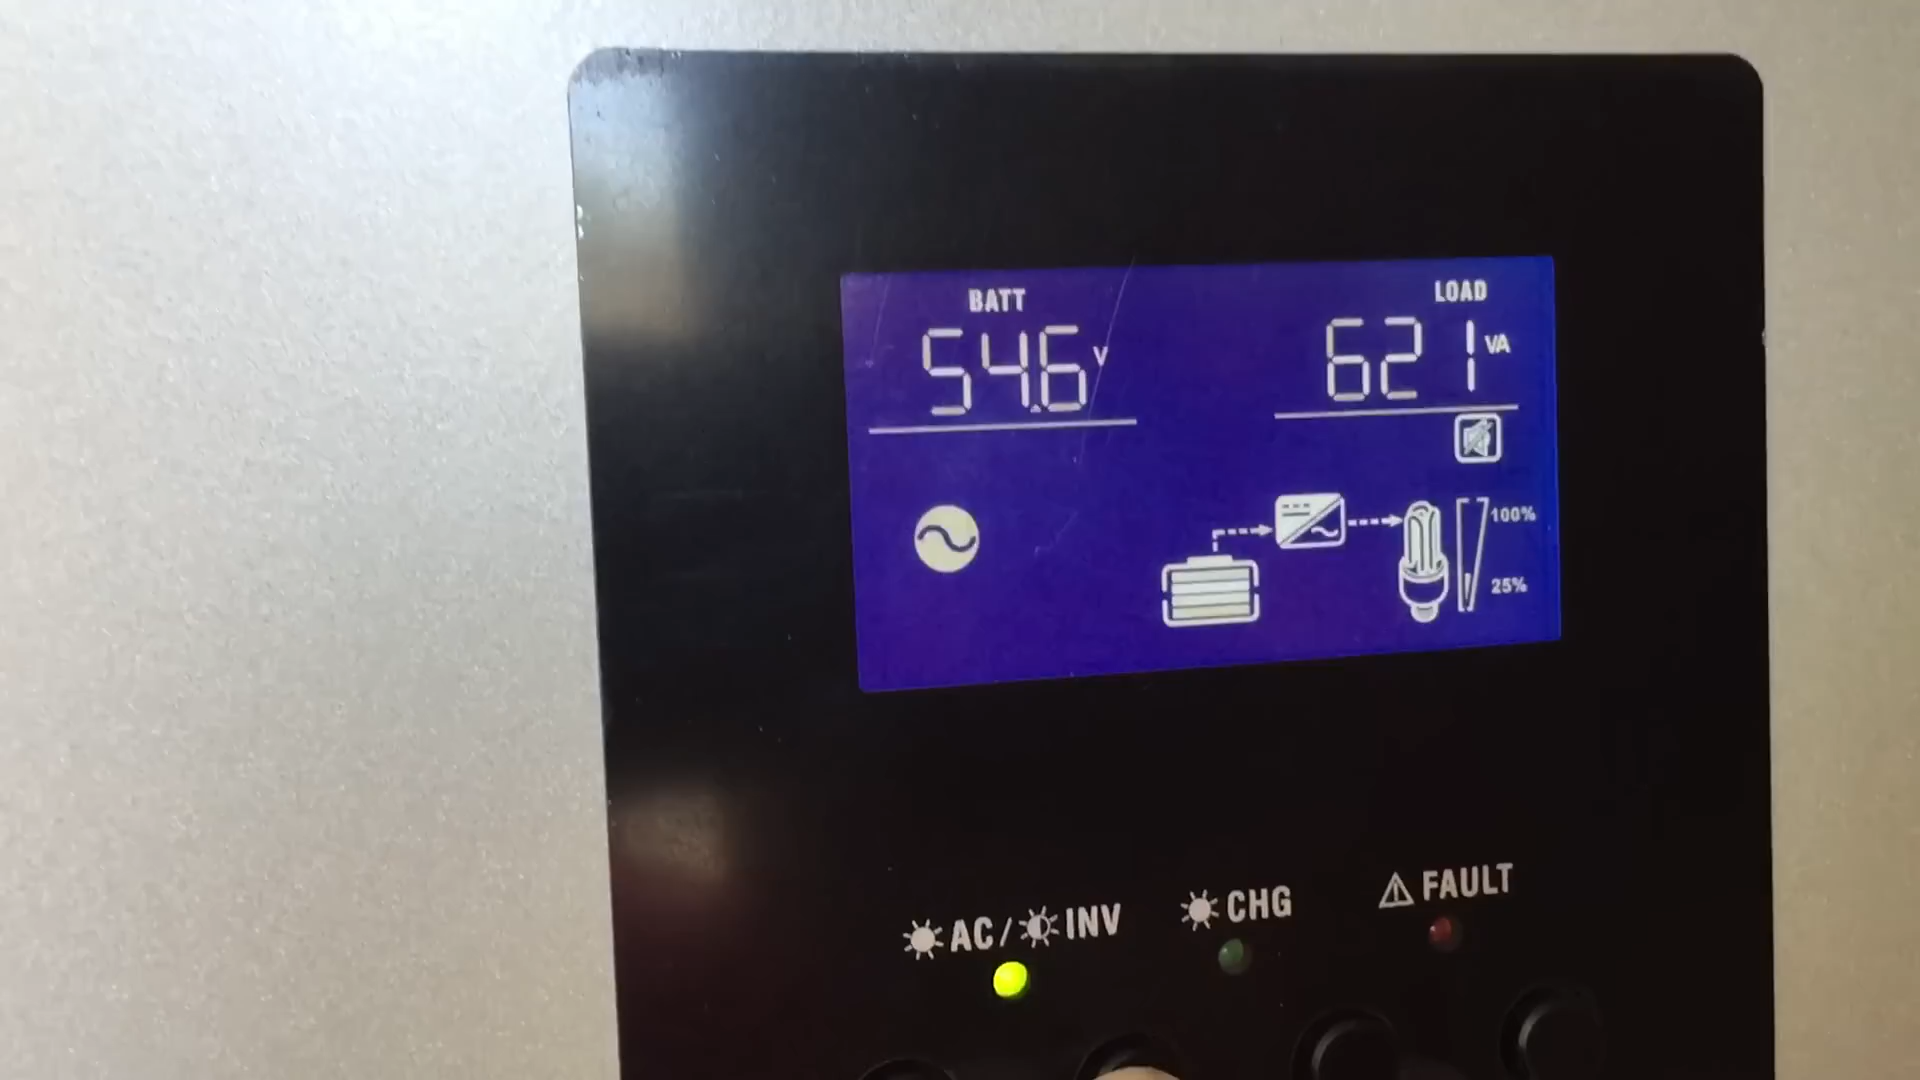 BATT LOAD
54.6 V 621 VA
100%
25%
AC / INV CHG FAULT